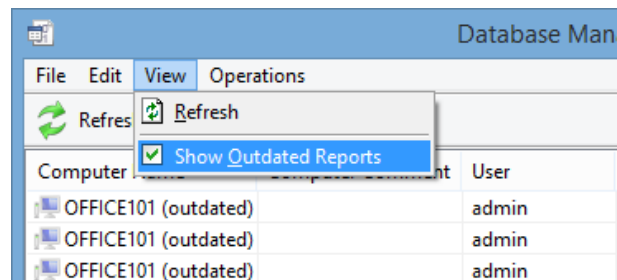 Database Man
File Edit View Operations
Refres
Refresh
Show Outdated Reports
Computer User
OFFICE101 (outdated) admin
OFFICE101 (outdated) admin
OFFICE101 (outdated) admin